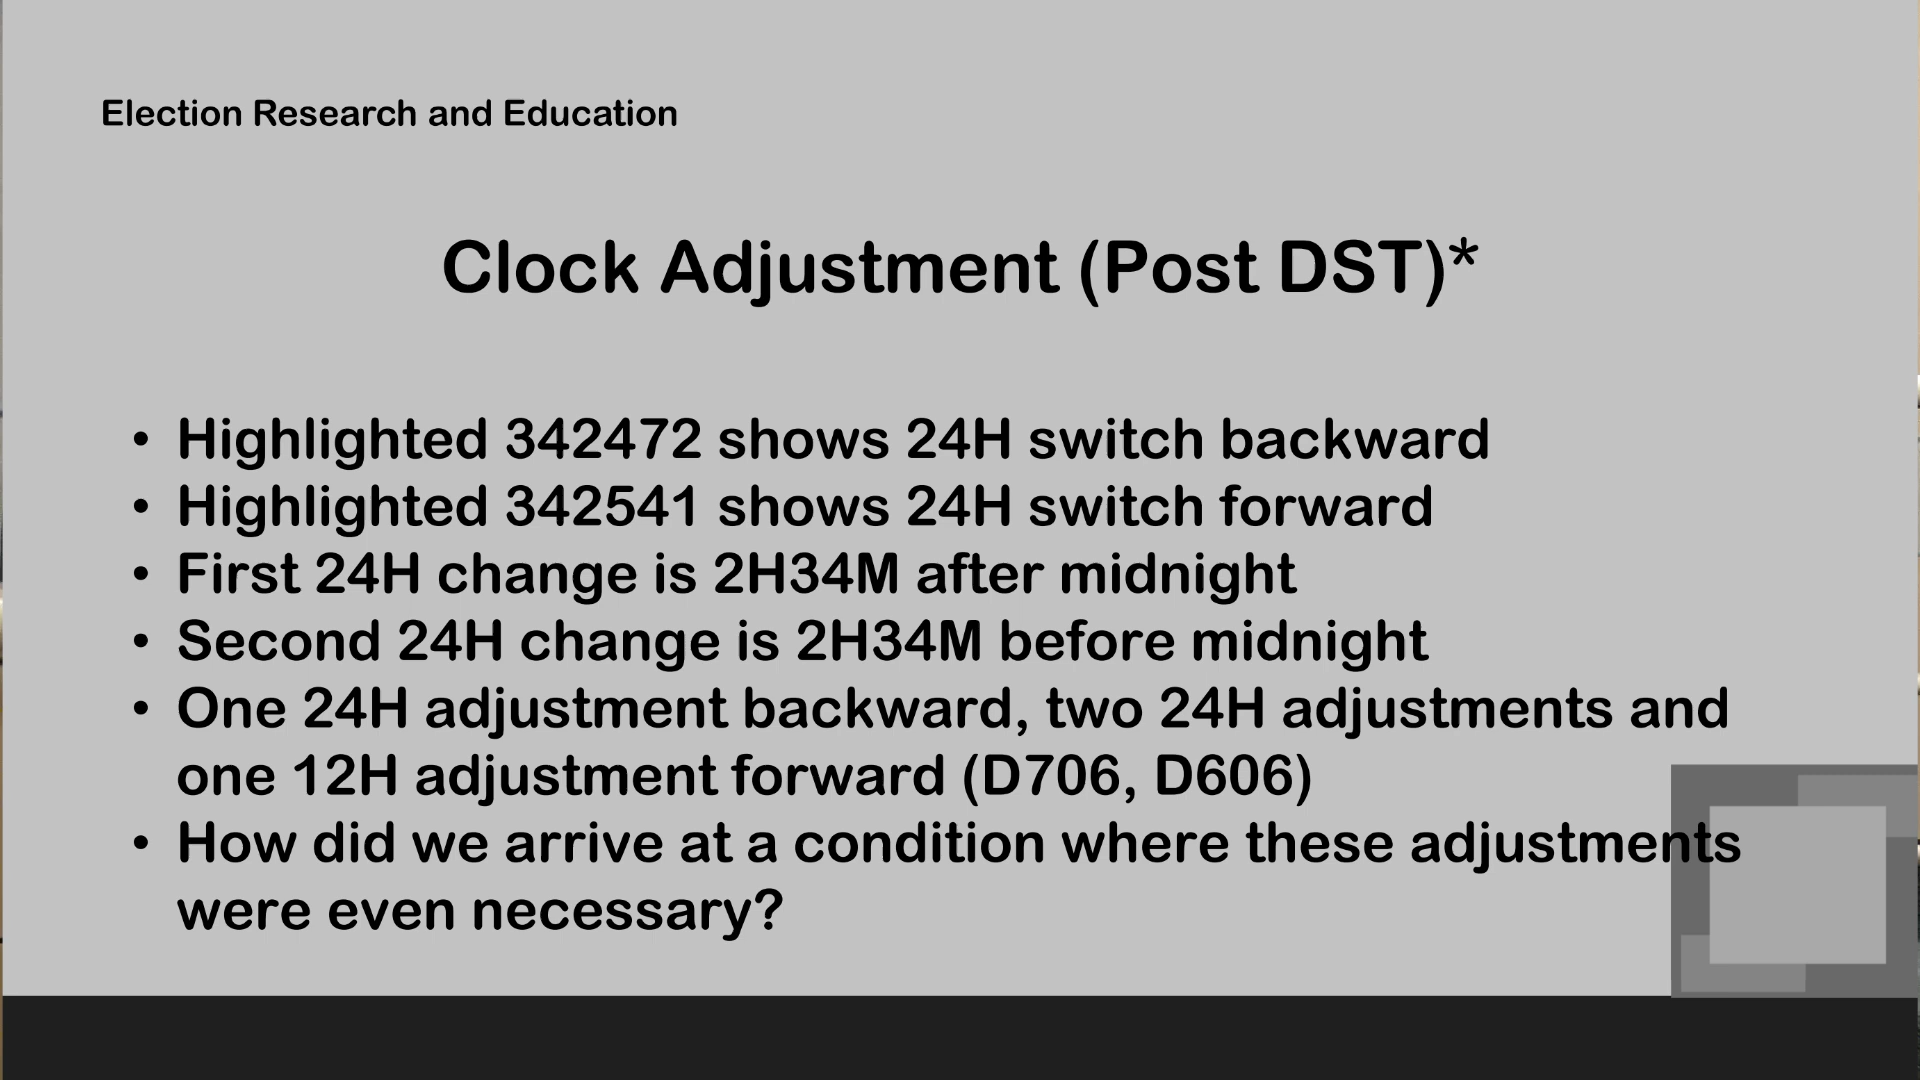 Election Research and Education
Clock Adjustment (Post DST)*
• Highlighted 342472 shows 24H switch backward
• Highlighted 342541 shows 24H switch forward
• First 24H change is 2H34M after midnight
• Second 24H change is 2H34M before midnight
• One 24H adjustment backward, two 24H adjustments and
one 12H adjustment forward (D706, D606)
• How did we arrive at a condition where these adjustments
were even necessary?